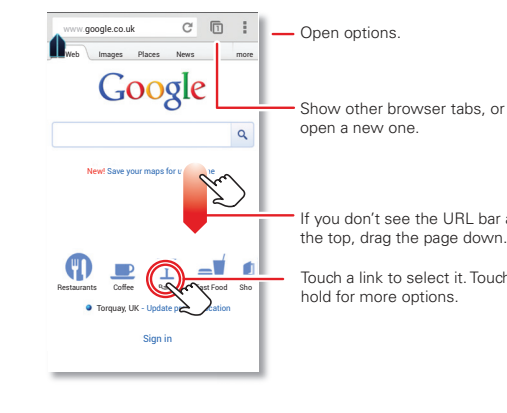 www.google.co.uk 1
Open options.
Web Images Places News more
Google
Show other browser tabs, or
open a new one.
New! Save your maps for
If you don't see the URL bar
the top, drag the page down.
Touch a link to select it. Touch
hold for more options.
Restaurants Coffee Fast Food
Torquay, UK - Update
Sign in